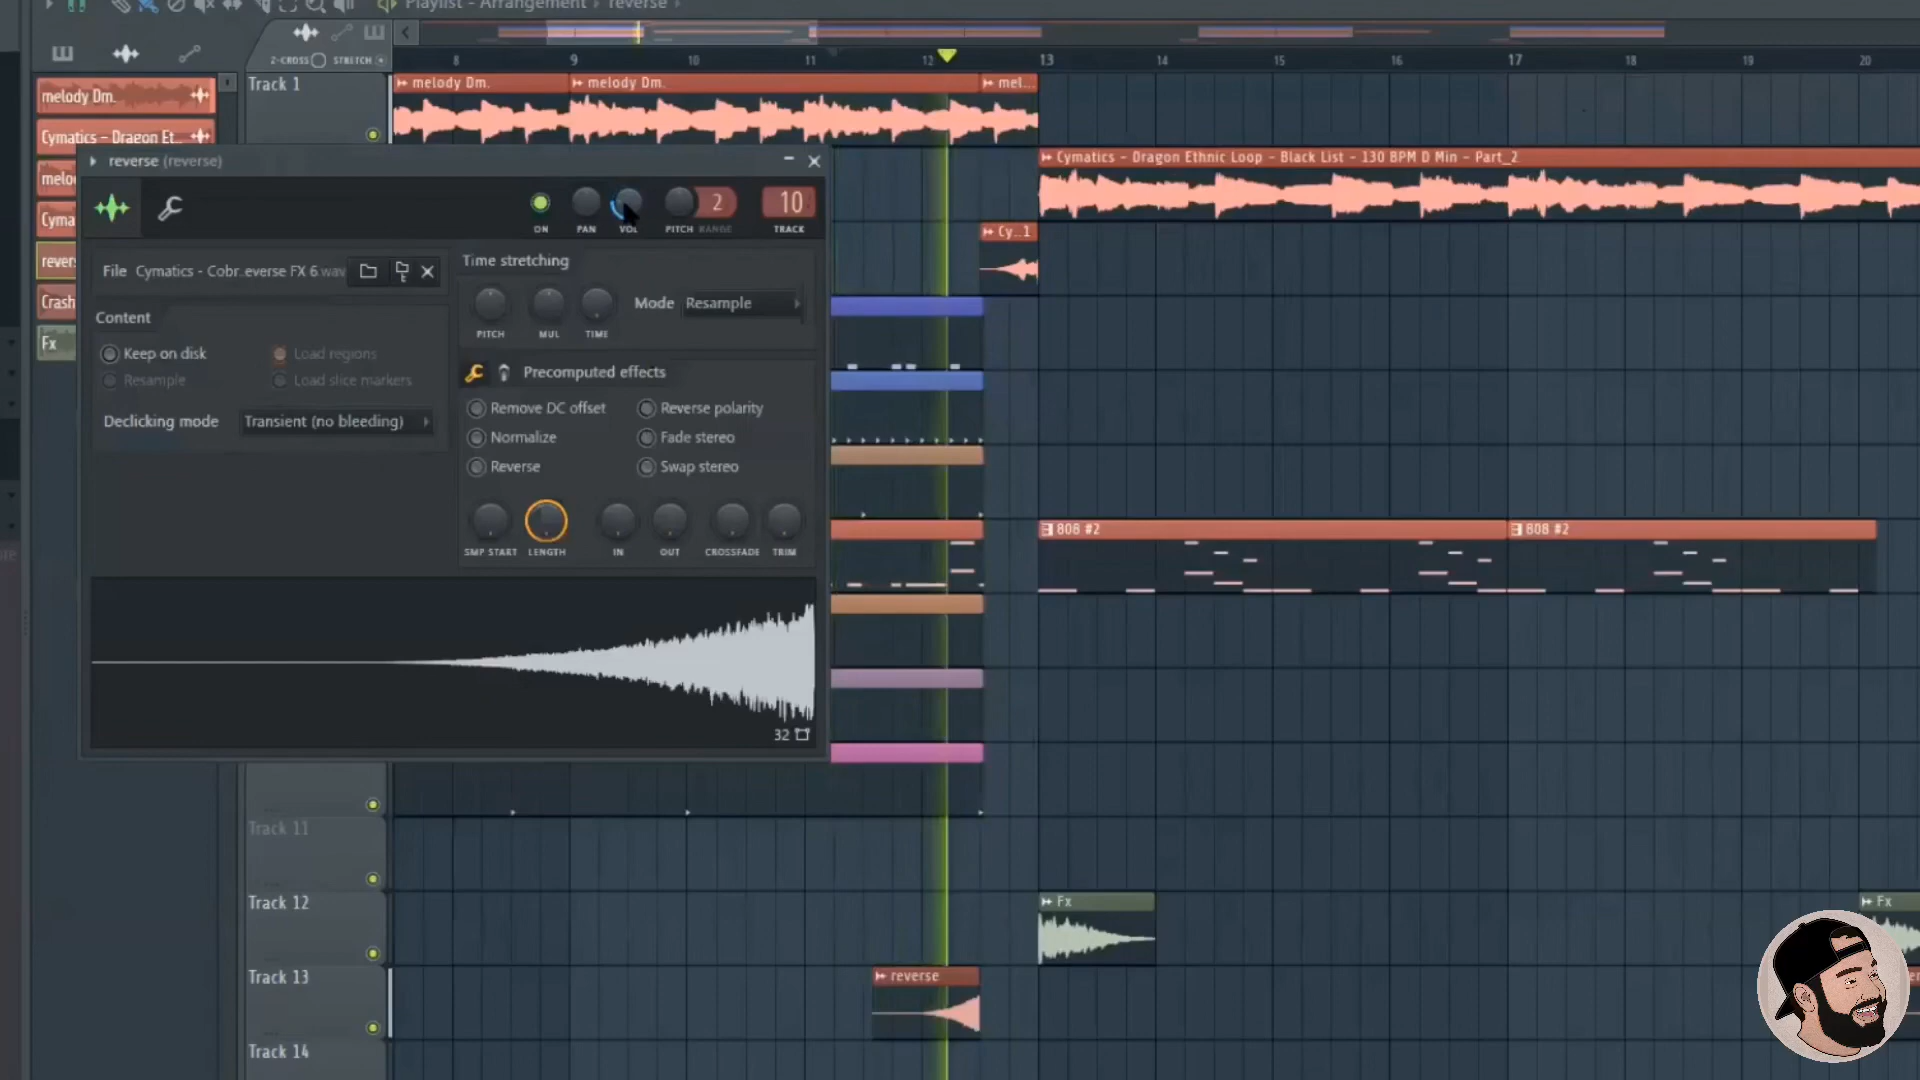 Playlist - Arrangement › reverse ›
Z-CROSS STRETCH
8 9 10 11 12 13 14 15 16 17 18 19 20
melody Dm.
Cymatics - Dragon Et...
Cyma
Crash
Fx
Track 1
melody Dm.
melody Dm.
mel...
Cymatics - Dragon Ethnic Loop - Black List - 130 BPM D Min - Part_2
Cy..1
reverse (reverse)
2
10
ON PAN VOL PITCH RANGE TRACK
File Cymatics - Cobr..everse FX 6.wav
Time stretching
PITCH MUL TIME
Mode Resample
Content
Keep on disk
Load regions
Resample
Load slice markers
Declicking mode Transient (no bleeding)
Precomputed effects
Remove DC offset
Reverse polarity
Normalize
Fade stereo
Reverse
Swap stereo
SMP START LENGTH IN OUT CROSSFADE TRIM
32
808 #2
808 #2
Track 11
Track 12
Fx
Fx
Track 13
reverse
Track 14